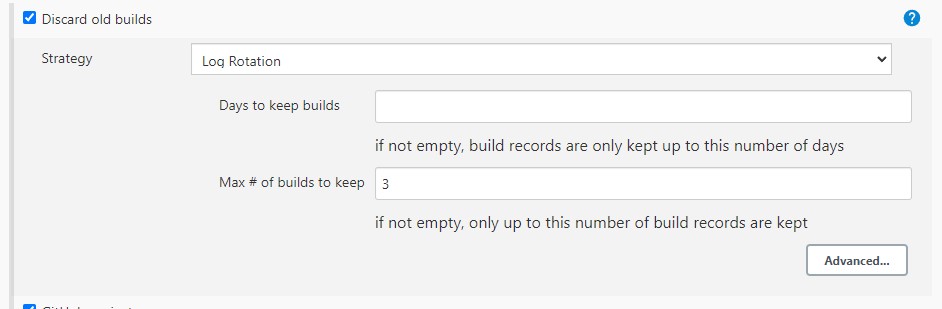 Discard old builds
Strategy
Log Rotation
Days to keep builds
if not empty, build records are only kept up to this number of days
Max # of builds to keep
3
if not empty, only up to this number of build records are kept
Advanced...